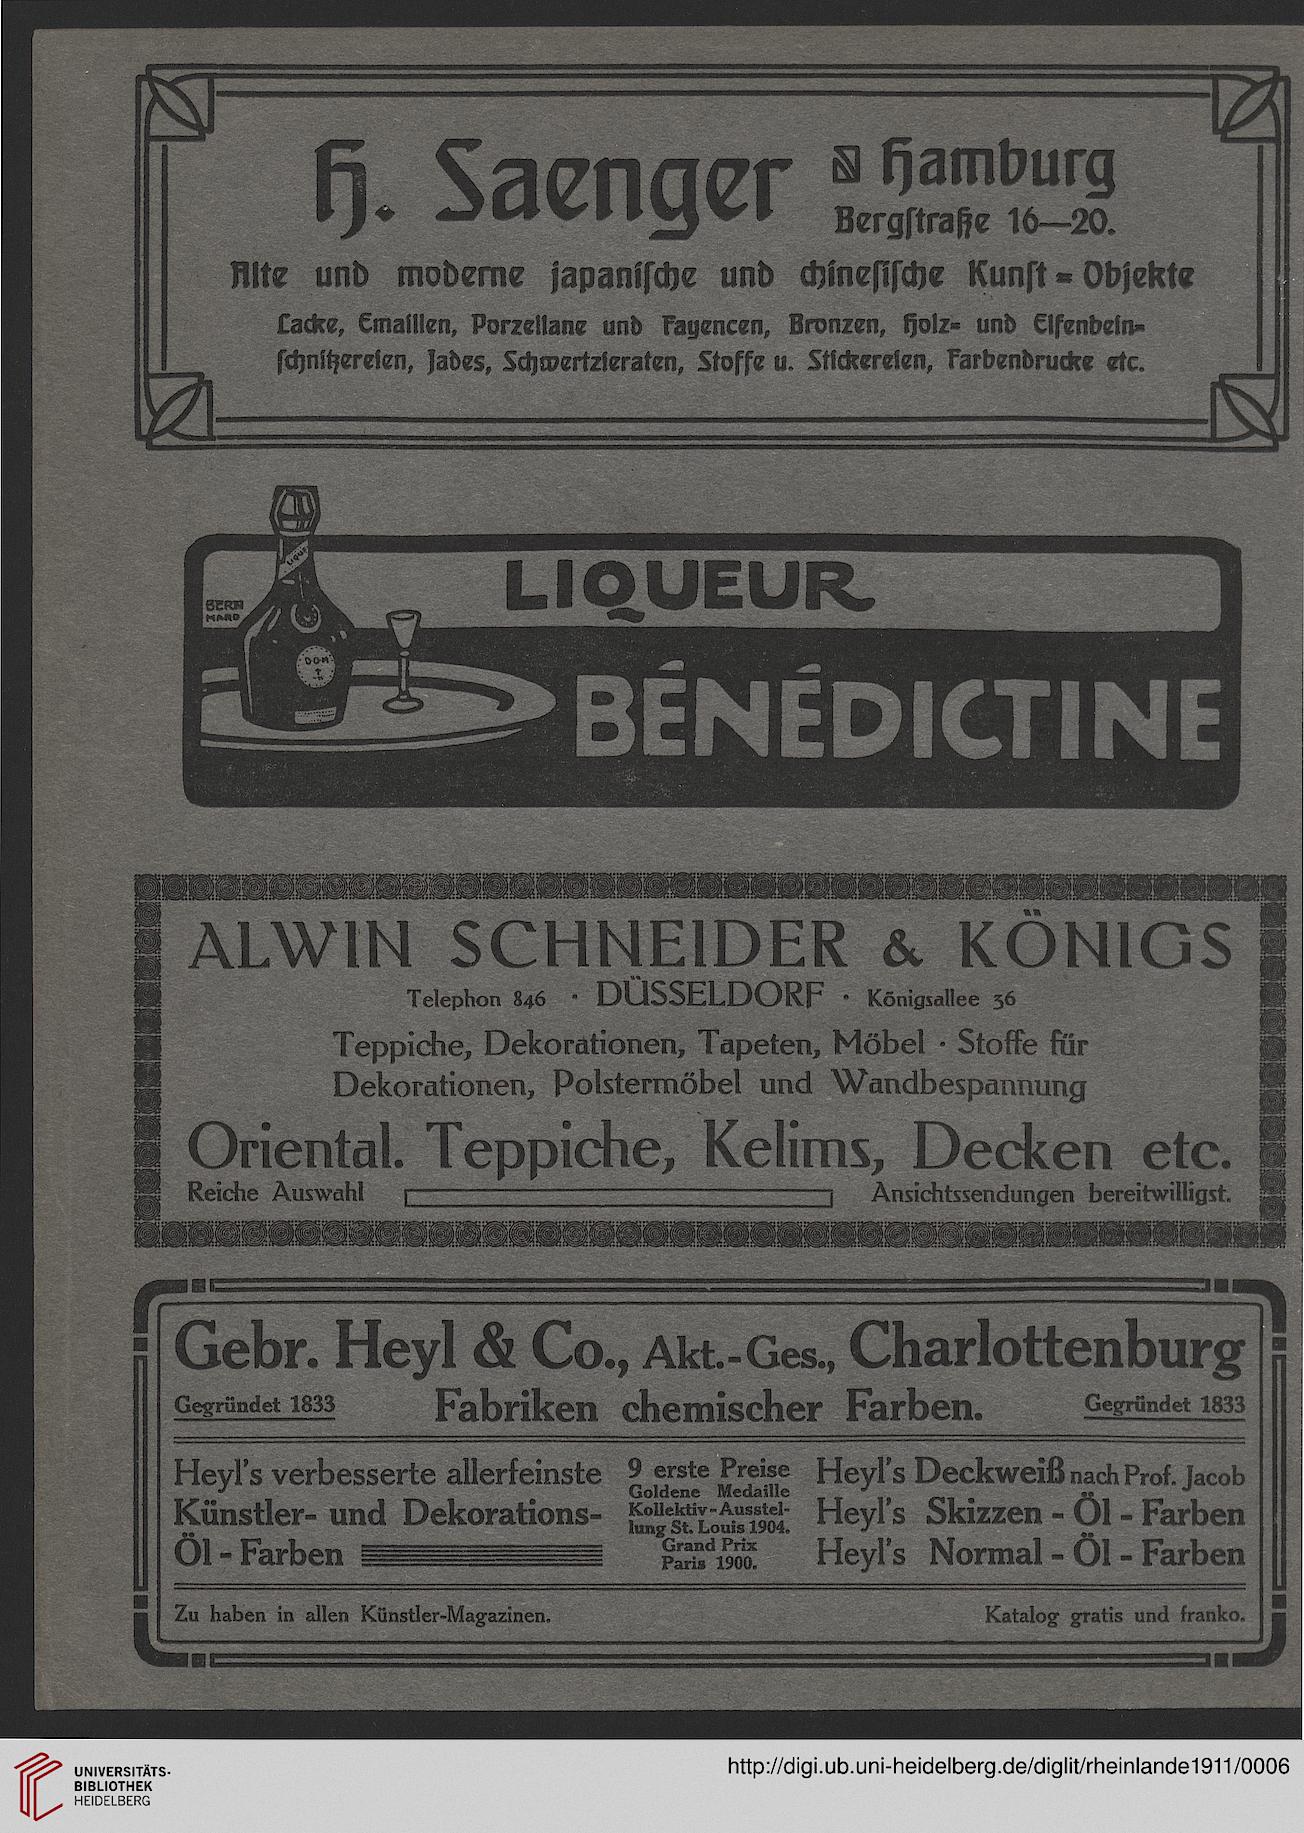 H. Saenger Hamburg
Bergſtraße 16—20.
Alte und moderne japaniſche und chineſiſche Kunſt=Objekte
Lacke, Emaillen, Porzellane und Fayencen, Bronzen, Holz= und Elfenbein=
ſchnitzereien, Jades, Schwertzieraten, Stoffe u. Stickereien, Farbendrucke etc.
LIQUEUR
BERN
HARD
DOM
BÉNÉDICTINE
ALWIN SCHNEIDER & KÖNIGS
Telephon 846 · DÜSSELDORF · Königsallee 36
Teppiche, Dekorationen, Tapeten, Möbel · Stoffe für
Dekorationen, Polstermöbel und Wandbespannung
Oriental. Teppiche, Kelims, Decken etc.
Reiche Auswahl Ansichtssendungen bereitwilligst.
Gebr. Heyl & Co., Akt.-Ges., Charlottenburg
Gegründet 1833 Fabriken chemischer Farben. Gegründet 1833
Heyl's verbesserte allerfeinste
Künstler- und Dekorations-
Öl-Farben
9 erste Preise
Goldene Medaille
Kollektiv-Ausstel-
lung St. Louis 1904.
Grand Prix
Paris 1900.
Heyl's Deckweiß nach Prof. Jacob
Heyl's Skizzen-Öl-Farben
Heyl's Normal-Öl-Farben
Zu haben in allen Künstler-Magazinen. Katalog gratis und franko.
UNIVERSITÄTS-
BIBLIOTHEK
HEIDELBERG
http://digi.ub.uni-heidelberg.de/diglit/rheinlande1911/0006